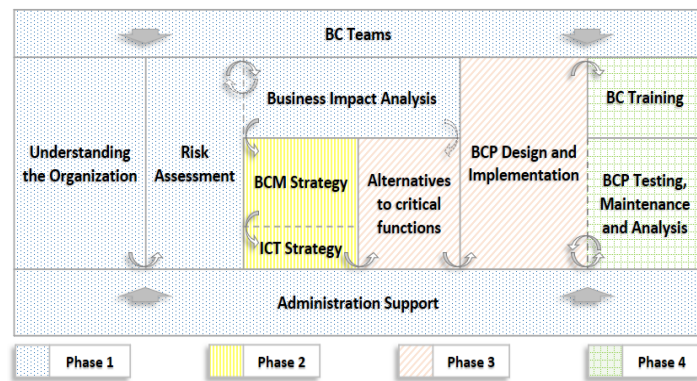 BC Teams
Business Impact Analysis
BC Training
Understanding
the Organization
Risk
Assessment
BCM Strategy
ICT Strategy
Alternatives
to critical
functions
BCP Design and
Implementation
BCP Testing,
Maintenance
and Analysis
Administration Support
Phase 1
Phase 2
Phase 3
Phase 4